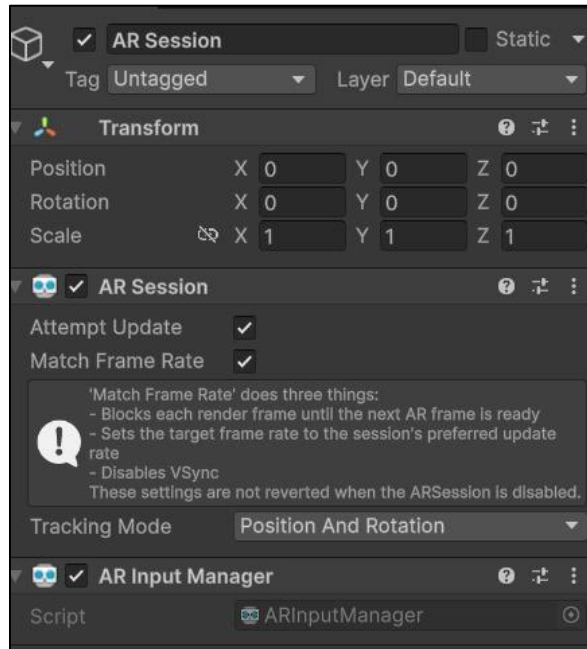 AR Session Static
Tag Untagged Layer Default
Transform
Position X 0 Y 0 Z 0
Rotation X 0 Y 0 Z 0
Scale X 1 Y 1 Z 1
AR Session
Attempt Update
Match Frame Rate
'Match Frame Rate' does three things:
- Blocks each render frame until the next AR frame is ready
- Sets the target frame rate to the session's preferred update
rate
- Disables VSync
These settings are not reverted when the ARSession is disabled.
Tracking Mode Position And Rotation
AR Input Manager
Script ARInputManager